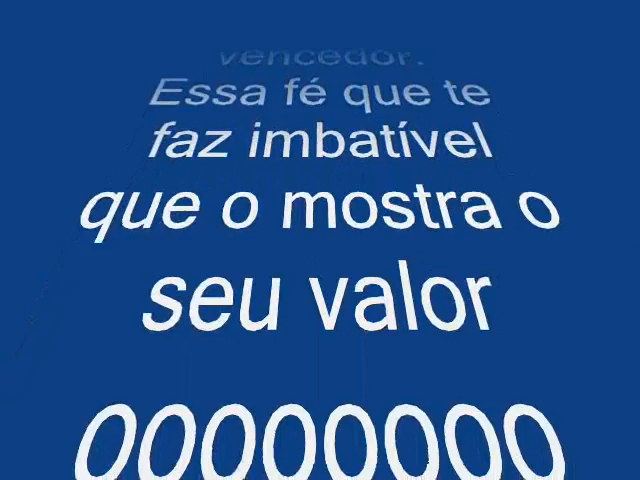 vencedor.
Essa fé que te
faz imbatível
que o mostra o
seu valor
OOOOOOOO